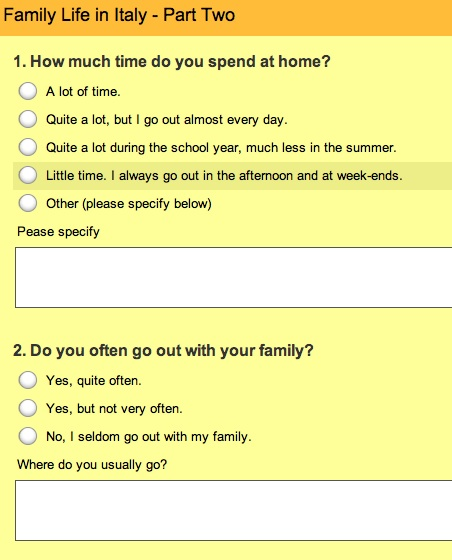 Family Life in Italy - Part Two
1. How much time do you spend at home?
A lot of time.
Quite a lot, but I go out almost every day.
Quite a lot during the school year, much less in the summer.
Little time. I always go out in the afternoon and at week-ends.
Other (please specify below)
Pease specify
2. Do you often go out with your family?
Yes, quite often.
Yes, but not very often.
No, I seldom go out with my family.
Where do you usually go?